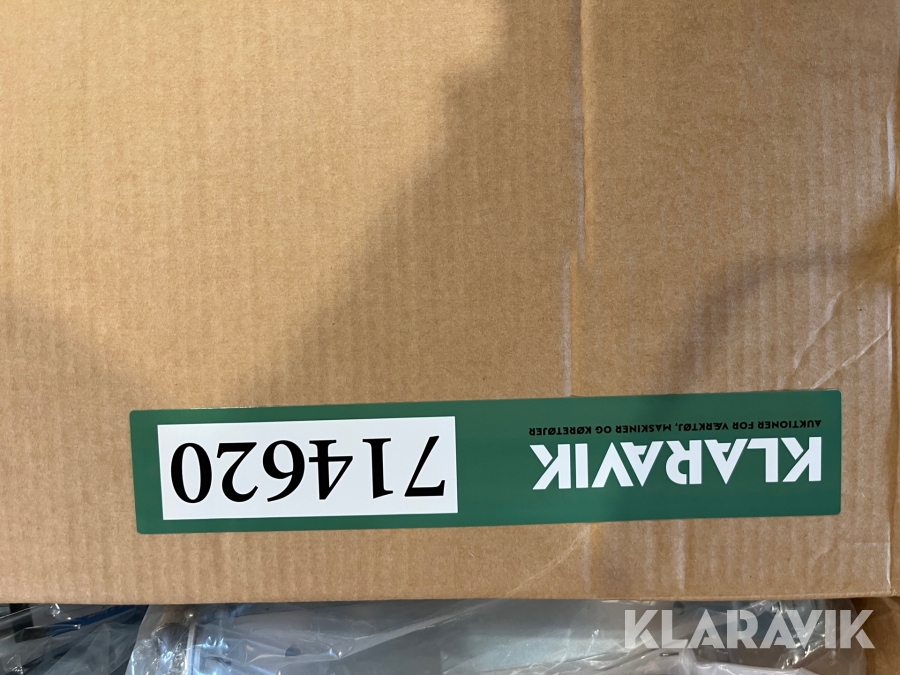 KLARAVIK
AUKTIONER FOR VÆRKTØJ, MASKINER OG KØRETØJER
714620
KLARAVIK